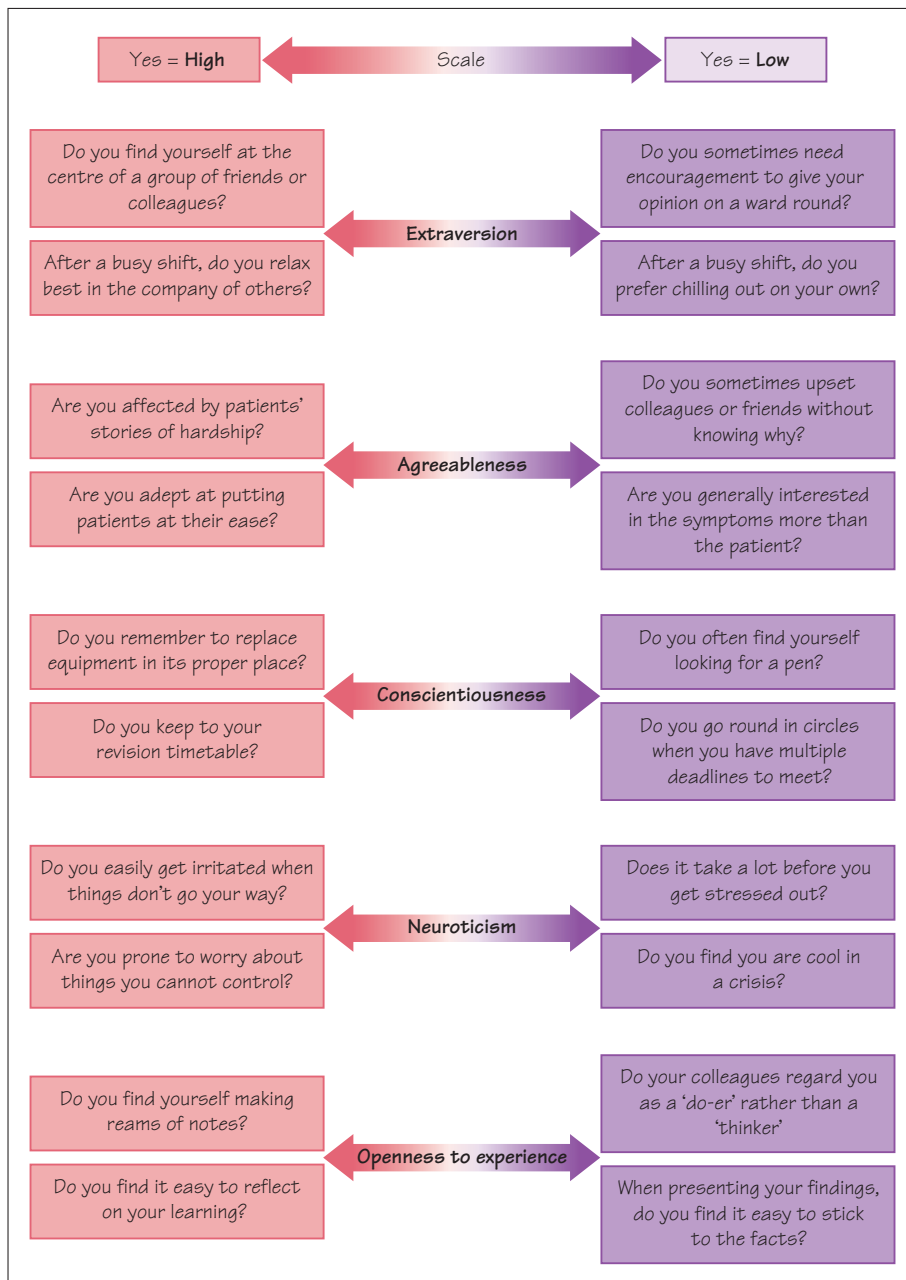 Yes = High
Scale
Yes = Low
Do you find yourself at the
centre of a group of friends or
colleagues?
After a busy shift, do you relax
best in the company of others?
Extraversion
Do you sometimes need
encouragement to give your
opinion on a ward round?
After a busy shift, do you
prefer chilling out on your own?
Are you affected by patients’
stories of hardship?
Are you adept at putting
patients at their ease?
Agreeableness
Do you sometimes upset
colleagues or friends without
knowing why?
Are you generally interested
in the symptoms more than
the patient?
Do you remember to replace
equipment in its proper place?
Do you keep to your
revision timetable?
Conscientiousness
Do you often find yourself
looking for a pen?
Do you go round in circles
when you have multiple
deadlines to meet?
Do you easily get irritated when
things don’t go your way?
Are you prone to worry about
things you cannot control?
Neuroticism
Does it take a lot before you
get stressed out?
Do you find you are cool in
a crisis?
Do you find yourself making
reams of notes?
Do you find it easy to reflect
on your learning?
Openness to experience
Do your colleagues regard you
as a ‘do-er’ rather than a
‘thinker’
When presenting your findings,
do you find it easy to stick
to the facts?